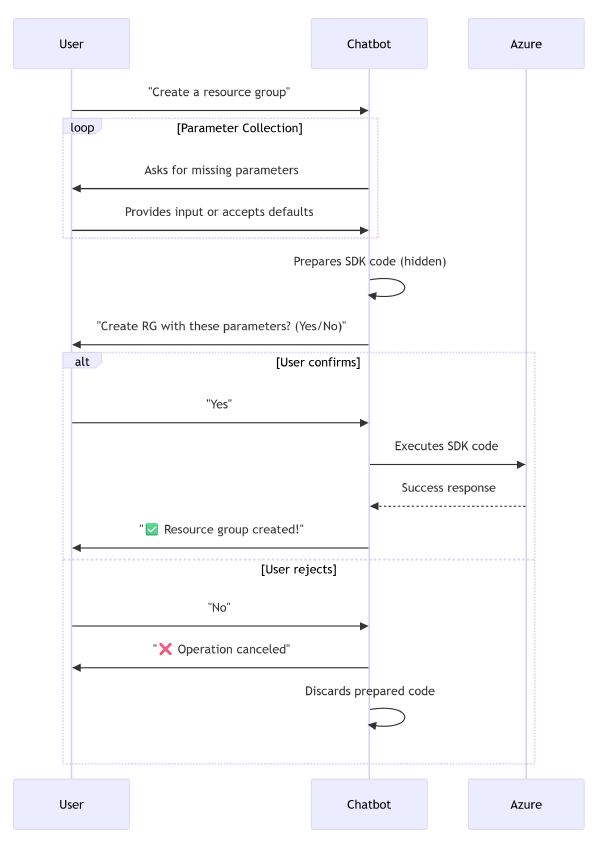 User
Chatbot
Azure
"Create a resource group"
loop
[Parameter Collection]
Asks for missing parameters
Provides input or accepts defaults
Prepares SDK code (hidden)
"Create RG with these parameters? (Yes/No)"
alt
[User confirms]
"Yes"
Executes SDK code
Success response
"✅ Resource group created!"
[User rejects]
"No"
"❌ Operation canceled"
Discards prepared code
User
Chatbot
Azure